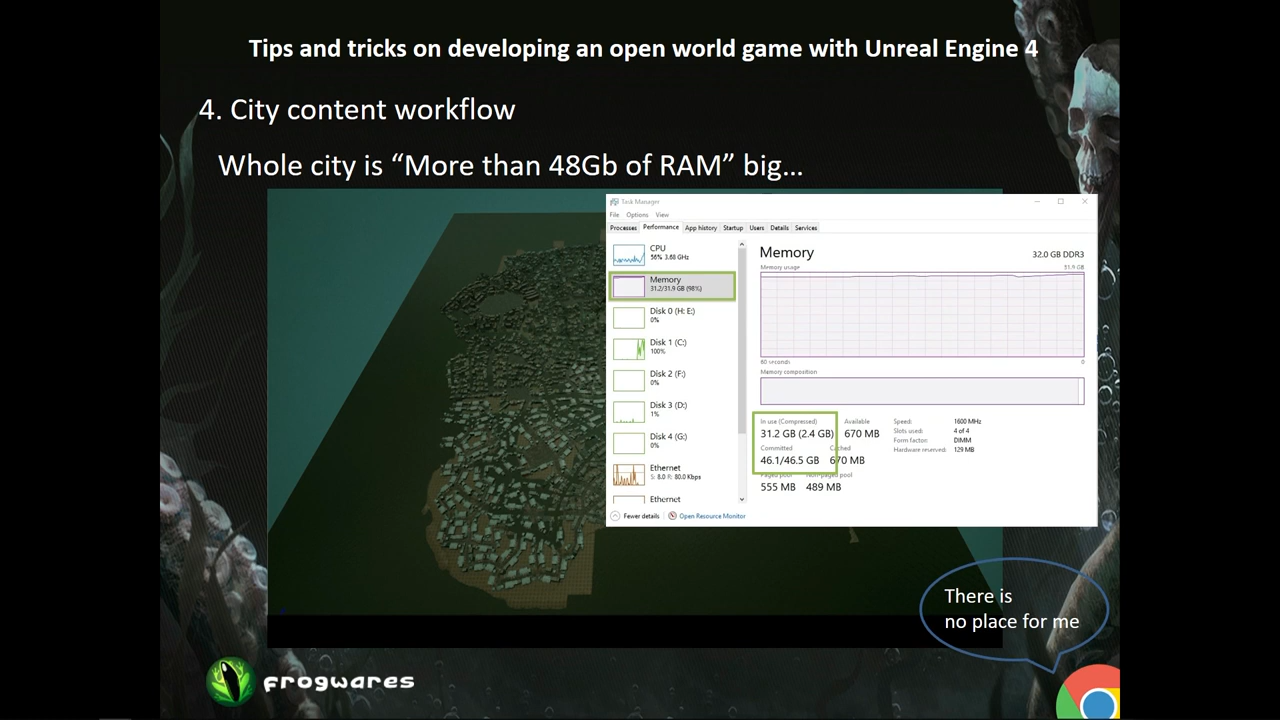 Tips and tricks on developing an open world game with Unreal Engine 4
4. City content workflow
Whole city is “More than 48Gb of RAM” big...
Task Manager
File Options View
Processes Performance App history Startup Users Details Services
CPU
56% 3.68 GHz
Memory
31.2/31.9 GB (98%)
Disk 0 (H: E:)
0%
Disk 1 (C:)
100%
Disk 2 (F:)
0%
Disk 3 (D:)
1%
Disk 4 (G:)
0%
Ethernet
S: 8.0 R: 80.0 Kbps
Ethernet
Memory 32.0 GB DDR3
Memory usage 31.9 GB
60 seconds 0
Memory composition
In use (Compressed) Available
31.2 GB (2.4 GB) 670 MB
Committed Cached
46.1/46.5 GB 670 MB
Paged pool Non-paged pool
555 MB 489 MB
Speed: 1600 MHz
Slots used: 4 of 4
Form factor: DIMM
Hardware reserved: 129 MB
Fewer details Open Resource Monitor
There is
no place for me
frogwares